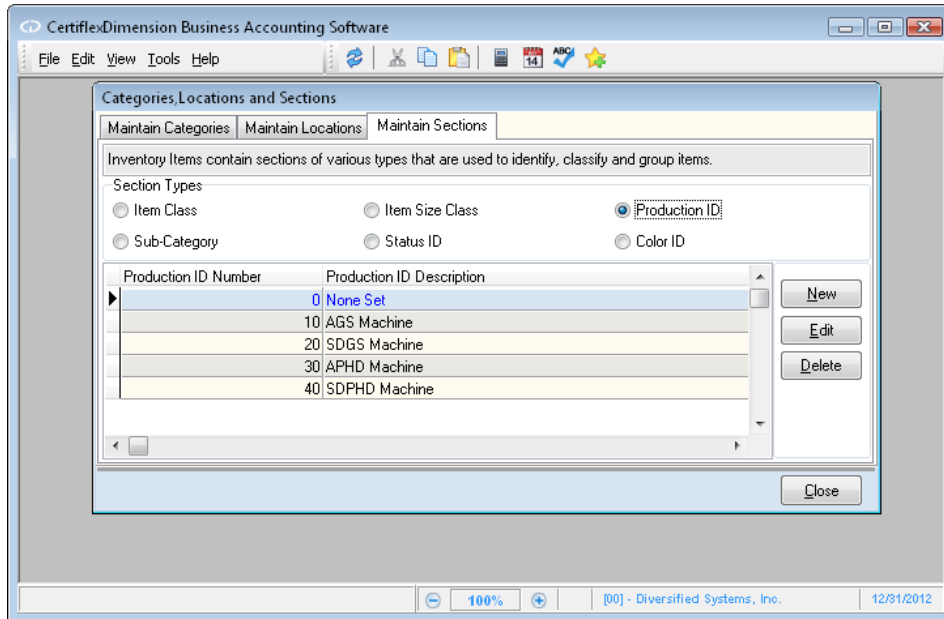 CertiflexDimension Business Accounting Software
File Edit View Tools Help
14 ABC
Categories,Locations and Sections
Maintain Categories Maintain Locations Maintain Sections
Inventory Items contain sections of various types that are used to identify, classify and group items.
Section Types
Item Class Item Size Class Production ID
Sub-Category Status ID Color ID
Production ID Number Production ID Description
0 None Set
10 AGS Machine
20 SDGS Machine
30 APHD Machine
40 SDPHD Machine
New
Edit
Delete
Close
100% [00] - Diversified Systems, Inc. 12/31/2012